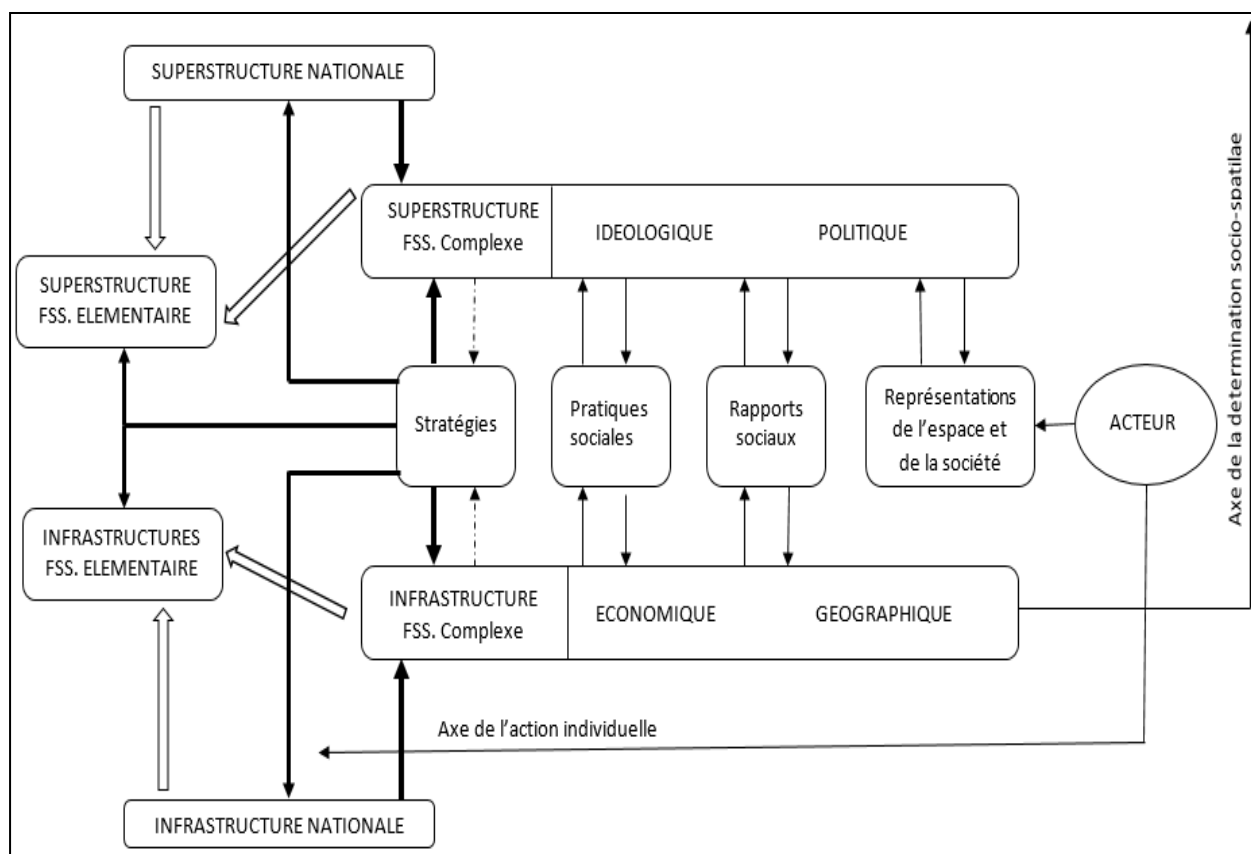 SUPERSTRUCTURE NATIONALE
SUPERSTRUCTURE
FSS. Complexe
IDEOLOGIQUE
POLITIQUE
SUPERSTRUCTURE
FSS. ELEMENTAIRE
Stratégies
Pratiques
sociales
Rapports
sociaux
Représentations
de l'espace et
de la société
ACTEUR
Axe de la determination socio-spatilae
INFRASTRUCTURES
FSS. ELEMENTAIRE
INFRASTRUCTURE
FSS. Complexe
ECONOMIQUE
GEOGRAPHIQUE
Axe de l'action individuelle
INFRASTRUCTURE NATIONALE